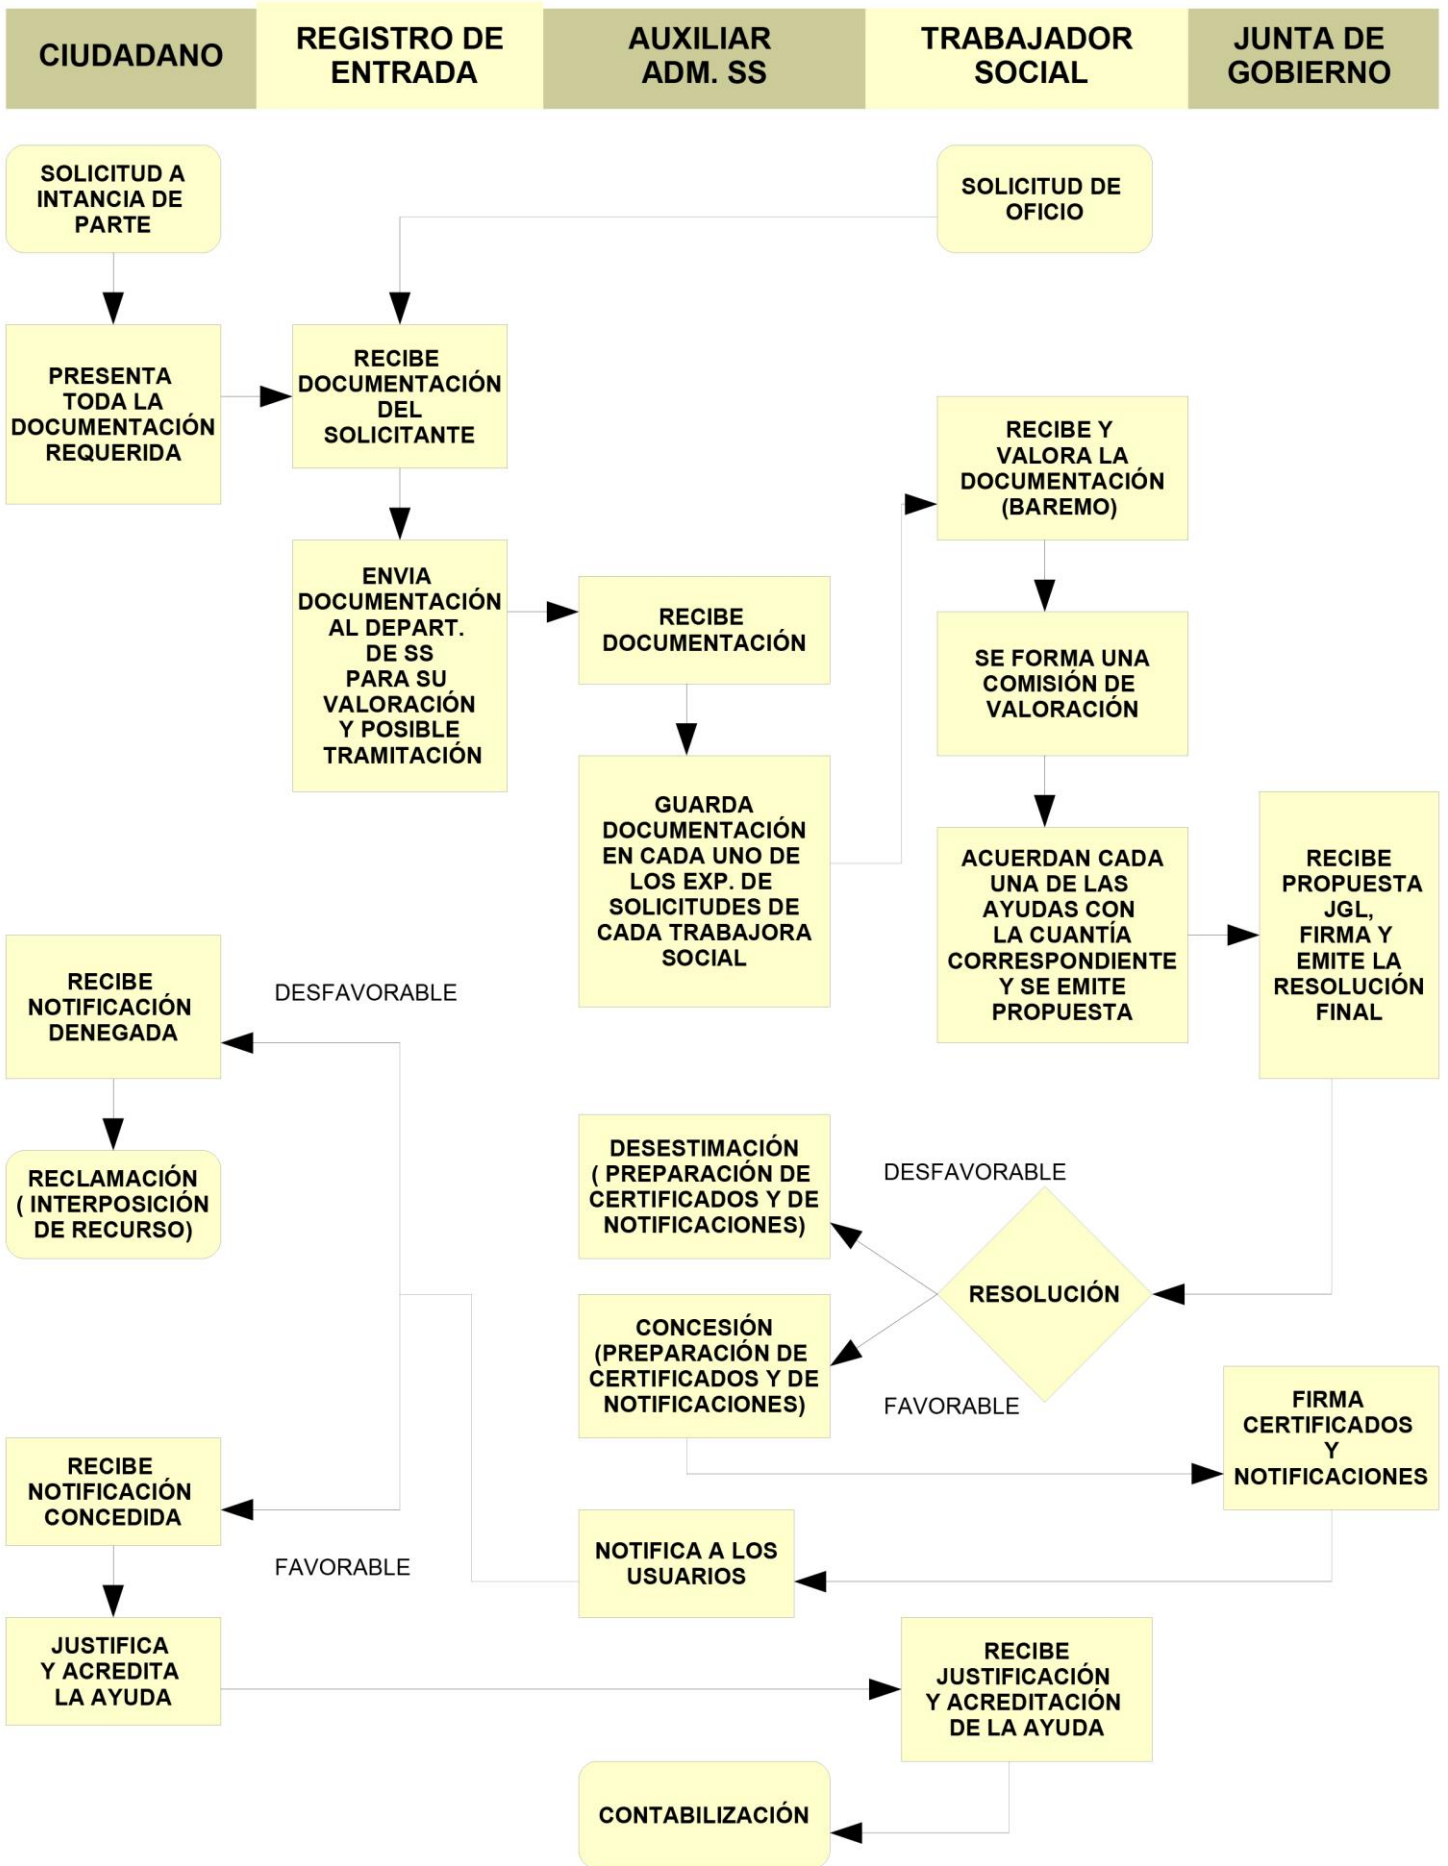 CIUDADANO
REGISTRO DE
ENTRADA
AUXILIAR
ADM. SS
TRABAJADOR
SOCIAL
JUNTA DE
GOBIERNO
SOLICITUD A
INTANCIA DE
PARTE
SOLICITUD DE
OFICIO
PRESENTA
TODA LA
DOCUMENTACIÓN
REQUERIDA
RECIBE
DOCUMENTACIÓN
DEL
SOLICITANTE
RECIBE Y
VALORA LA
DOCUMENTACIÓN
(BAREMO)
ENVIA
DOCUMENTACIÓN
AL DEPART.
DE SS
PARA SU
VALORACIÓN
Y POSIBLE
TRAMITACIÓN
RECIBE
DOCUMENTACIÓN
SE FORMA UNA
COMISIÓN DE
VALORACIÓN
GUARDA
DOCUMENTACIÓN
EN CADA UNO DE
LOS EXP. DE
SOLICITUDES DE
CADA TRABAJORA
SOCIAL
ACUERDAN CADA
UNA DE LAS
AYUDAS CON
LA CUANTÍA
CORRESPONDIENTE
Y SE EMITE
PROPUESTA
RECIBE
PROPUESTA
JGL,
FIRMA Y
EMITE LA
RESOLUCIÓN
FINAL
RECIBE
NOTIFICACIÓN
DENEGADA
DESFAVORABLE
RECLAMACIÓN
( INTERPOSICIÓN
DE RECURSO)
DESESTIMACIÓN
( PREPARACIÓN DE
CERTIFICADOS Y DE
NOTIFICACIONES)
DESFAVORABLE
RESOLUCIÓN
CONCESIÓN
(PREPARACIÓN DE
CERTIFICADOS Y DE
NOTIFICACIONES)
FAVORABLE
FIRMA
CERTIFICADOS
Y
NOTIFICACIONES
RECIBE
NOTIFICACIÓN
CONCEDIDA
FAVORABLE
NOTIFICA A LOS
USUARIOS
JUSTIFICA
Y ACREDITA
LA AYUDA
RECIBE
JUSTIFICACIÓN
Y ACREDITACIÓN
DE LA AYUDA
CONTABILIZACIÓN